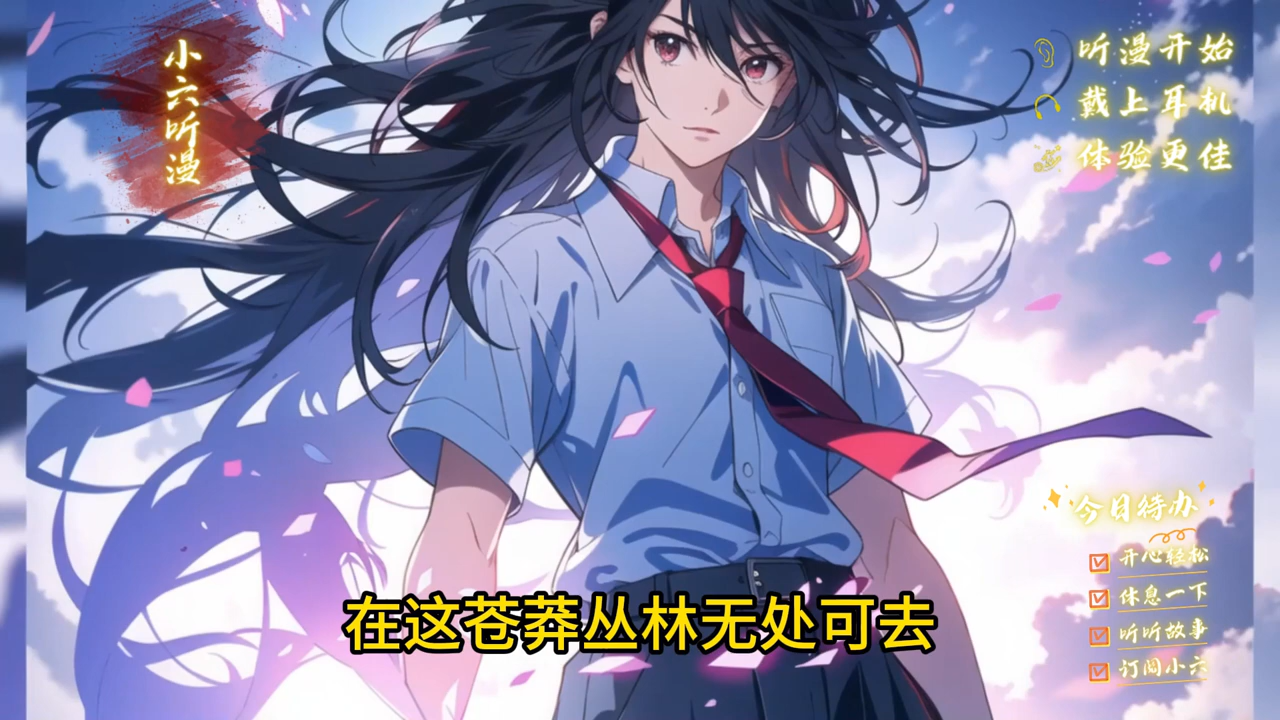 小六听漫
听漫开始
戴上耳机
体验更佳
今日待办
开心轻松
休息一下
听听故事
订阅小六
在这苍莽丛林无处可去